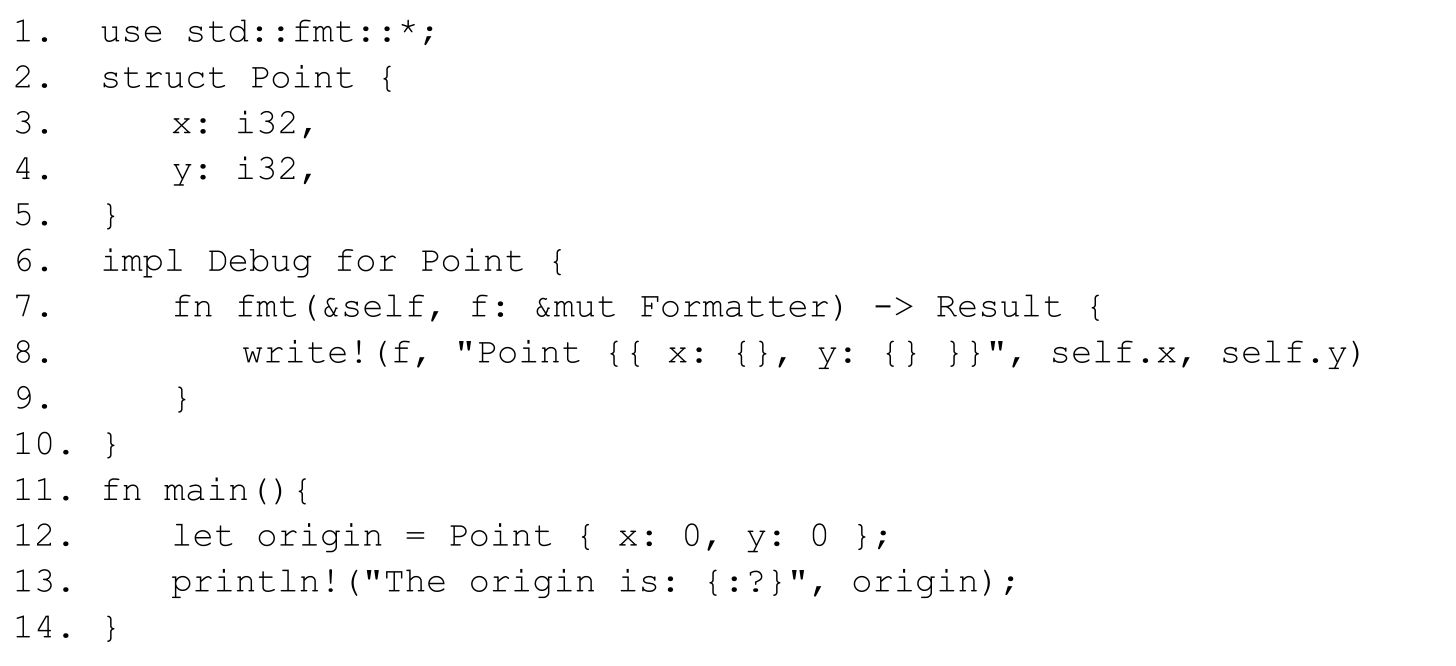 1. use std::fmt::*;
2. struct Point {
3.     x: i32,
4.     y: i32,
5. }
6. impl Debug for Point {
7.     fn fmt(&self, f: &mut Formatter) -> Result {
8.         write!(f, "Point {{ x: {}, y: {} }}", self.x, self.y)
9.     }
10. }
11. fn main(){
12.     let origin = Point { x: 0, y: 0 };
13.     println!("The origin is: {:?}", origin);
14. }